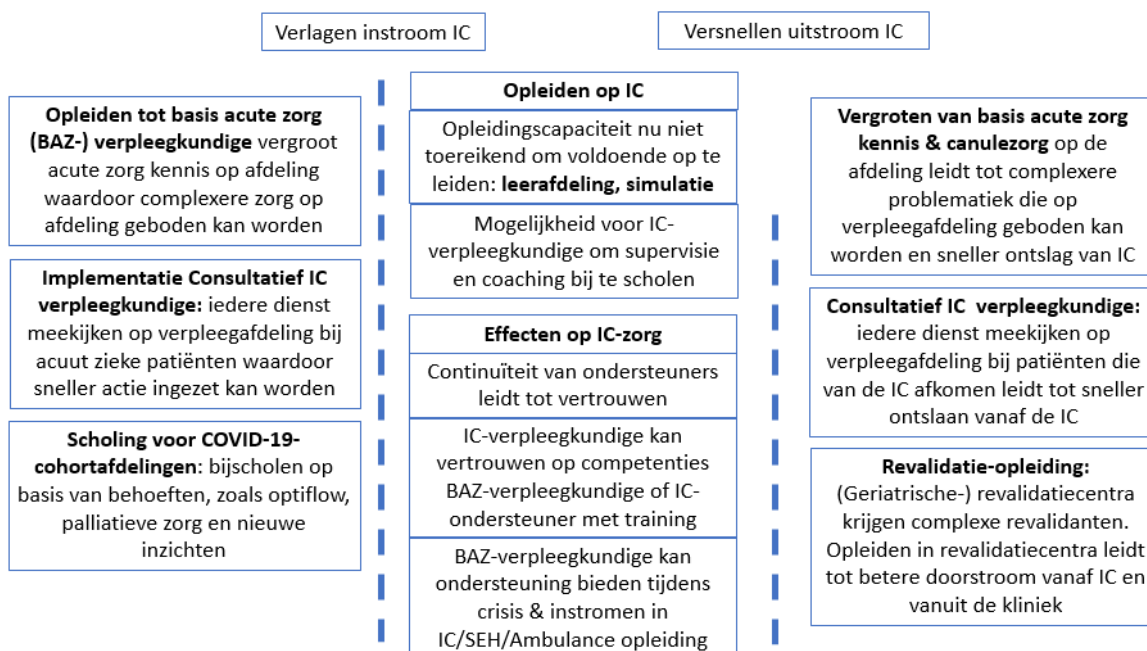 Verlagen instroom IC
Versnellen uitstroom IC
Opleiden tot basis acute zorg
(BAZ-) verpleegkundige vergroot
acute zorg kennis op afdeling
waardoor complexere zorg op
afdeling geboden kan worden
Implementatie Consultatief IC
verpleegkundige: iedere dienst
meekijken op verpleegafdeling bij
acuut zieke patiënten waardoor
sneller actie ingezet kan worden
Scholing voor COVID-19-
cohortafdelingen: bijscholen op
basis van behoeften, zoals optiflow,
palliatieve zorg en nieuwe
inzichten
Opleiden op IC
Opleidingscapaciteit nu niet
toereikend om voldoende op te
leiden: leerafdeling, simulatie
Mogelijkheid voor IC-
verpleegkundige om supervisie
en coaching bij te scholen
Effecten op IC-zorg
Continuïteit van ondersteuners
leidt tot vertrouwen
IC-verpleegkundige kan
vertrouwen op competenties
BAZ-verpleegkundige of IC-
ondersteuner met training
BAZ-verpleegkundige kan
ondersteuning bieden tijdens
crisis & instromen in
IC/SEH/Ambulance opleiding
Vergroten van basis acute zorg
kennis & canulezorg op de
afdeling leidt tot complexere
problematiek die op
verpleegafdeling geboden kan
worden en sneller ontslag van IC
Consultatief IC verpleegkundige:
iedere dienst meekijken op
verpleegafdeling bij patiënten die
van de IC afkomen leidt tot sneller
ontslaan vanaf de IC
Revalidatie-opleiding:
(Geriatrische-) revalidatiecentra
krijgen complexe revalidanten.
Opleiden in revalidatiecentra leidt
tot betere doorstroom vanaf IC en
vanuit de kliniek